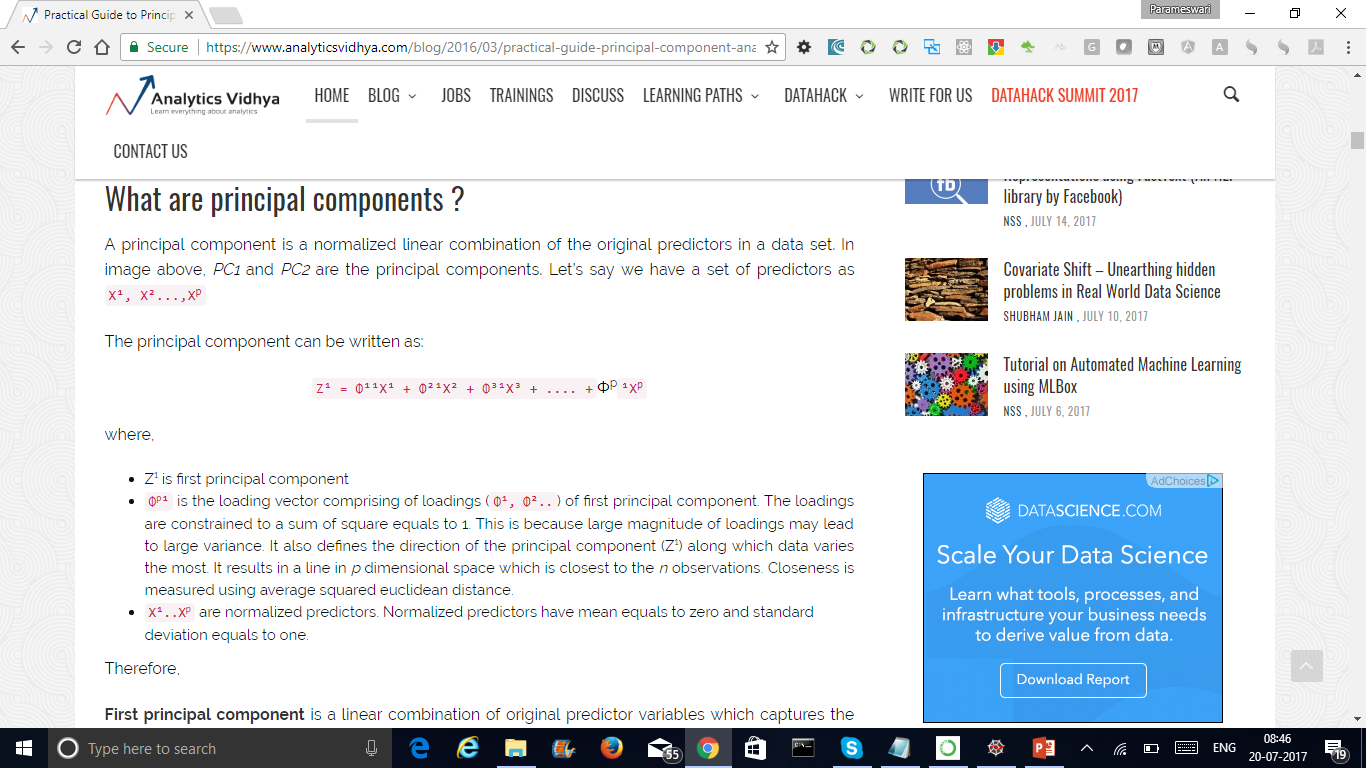 Practical Guide to Princip
Parameswari
Secure
https://www.analyticsvidhya.com/blog/2016/03/practical-guide-principal-component-ana
Analytics Vidhya
Learn everything about analytics
HOME BLOG JOBS TRAININGS DISCUSS LEARNING PATHS DATAHACK WRITE FOR US DATAHACK SUMMIT 2017
CONTACT US
What are principal components ?
A principal component is a normalized linear combination of the original predictors in a data set. In
image above, PC1 and PC2 are the principal components. Let's say we have a set of predictors as
X¹, X²...,Xᵖ
The principal component can be written as:
Z¹ = Φ¹¹X¹ + Φ²¹X² + Φ³¹X³ + .... + Φᵖ ¹Xᵖ
where,
• Z¹ is first principal component
• Φᵖ¹ is the loading vector comprising of loadings ( Φ¹, Φ².. ) of first principal component. The loadings
are constrained to a sum of square equals to 1. This is because large magnitude of loadings may lead
to large variance. It also defines the direction of the principal component (Z¹) along which data varies
the most. It results in a line in p dimensional space which is closest to the n observations. Closeness is
measured using average squared euclidean distance.
• X¹..Xᵖ are normalized predictors. Normalized predictors have mean equals to zero and standard
deviation equals to one.
Therefore,
First principal component is a linear combination of original predictor variables which captures the
library by Facebook)
NSS , JULY 14, 2017
Covariate Shift – Unearthing hidden
problems in Real World Data Science
SHUBHAM JAIN , JULY 10, 2017
Tutorial on Automated Machine Learning
using MLBox
NSS , JULY 6, 2017
AdChoices
DATASCIENCE.COM
Scale Your Data Science
Learn what tools, processes, and
infrastructure your business needs
to derive value from data.
Download Report
Type here to search
55
ENG
08:46
20-07-2017
19